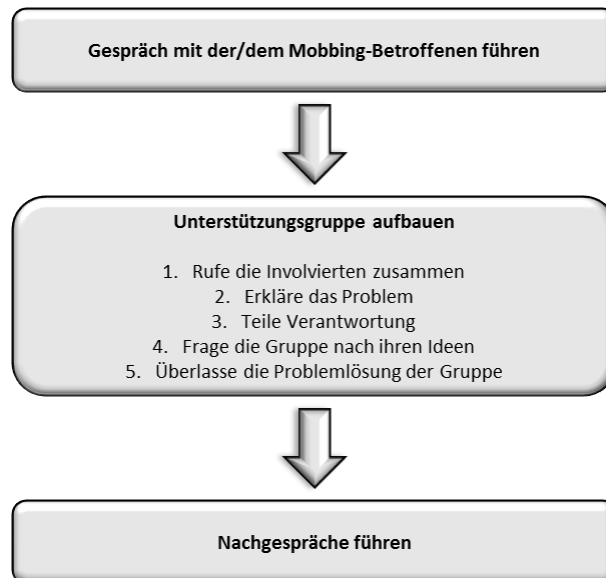 Gespräch mit der/dem Mobbing-Betroffenen führen
Unterstützungsgruppe aufbauen
1. Rufe die Involvierten zusammen
2. Erkläre das Problem
3. Teile Verantwortung
4. Frage die Gruppe nach ihren Ideen
5. Überlasse die Problemlösung der Gruppe
Nachgespräche führen